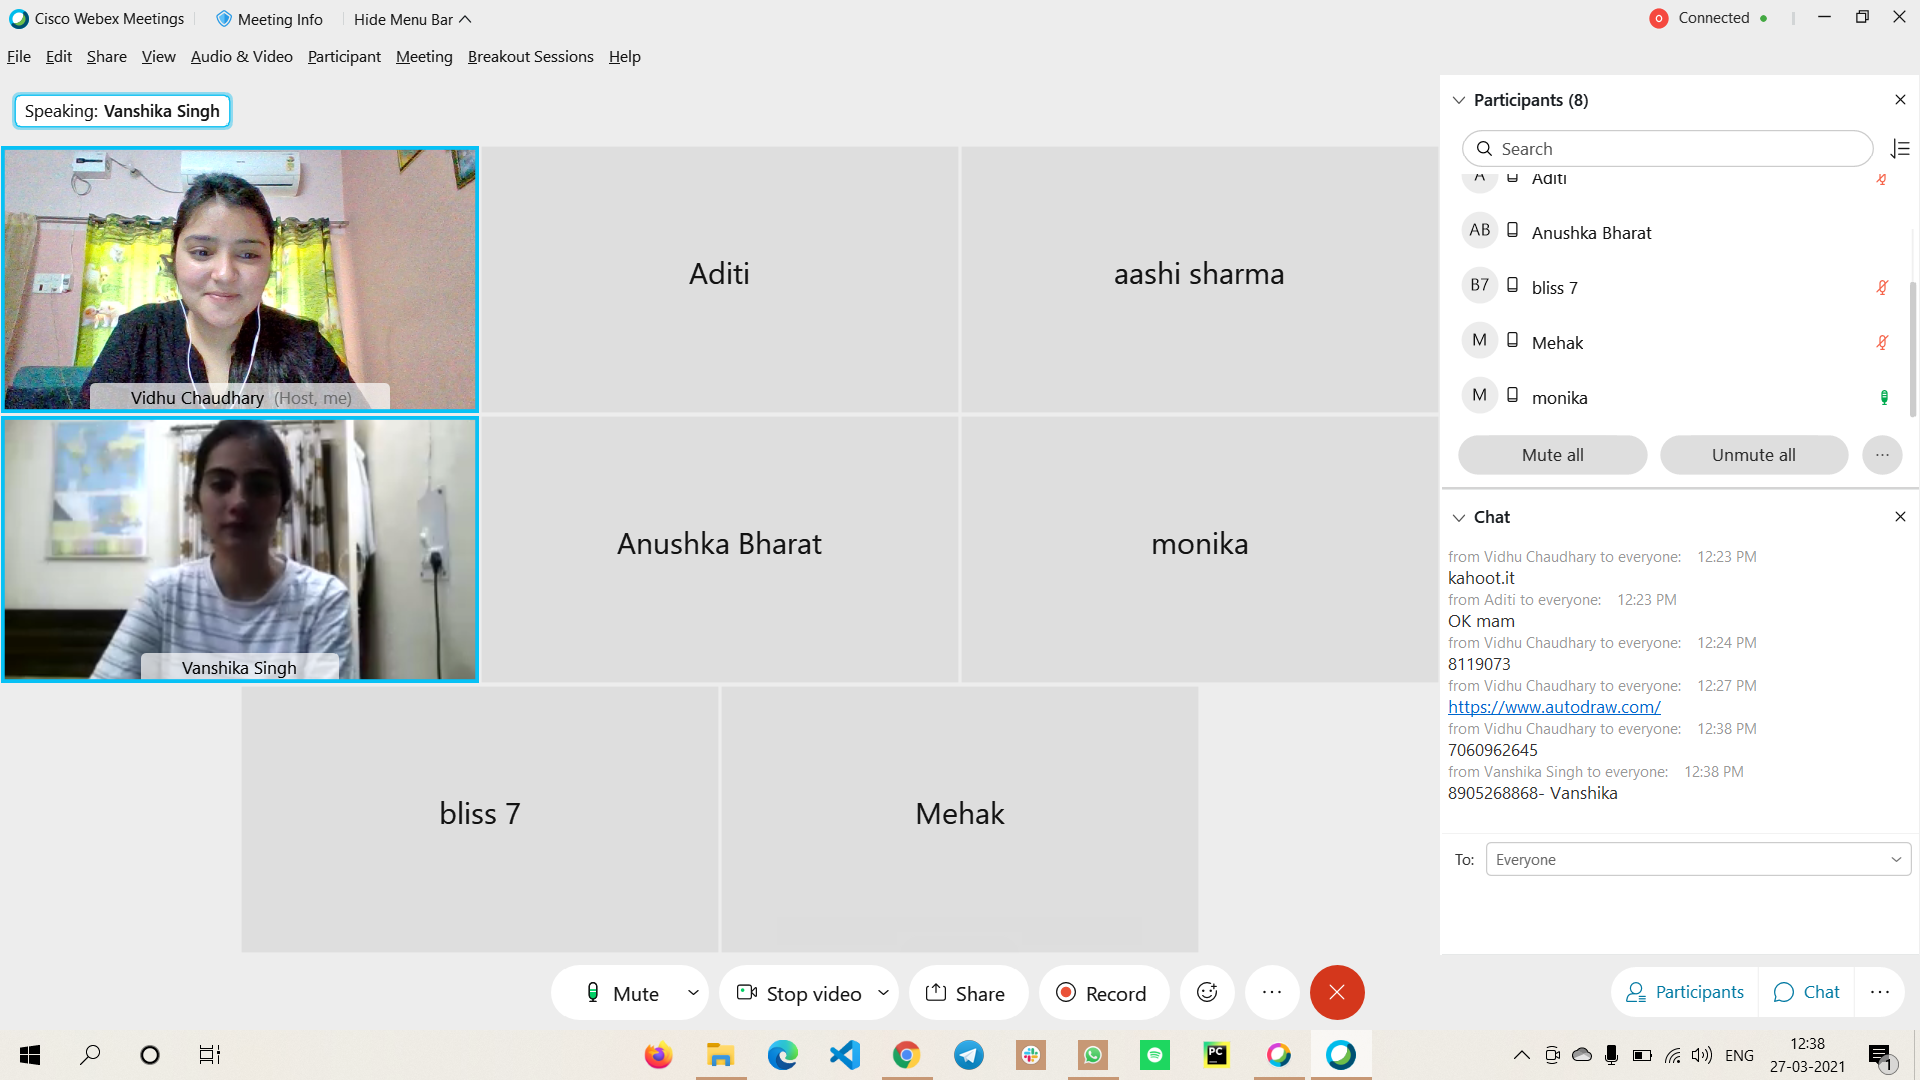 Cisco Webex Meetings Meeting Info Hide Menu Bar
Connected
File Edit Share View Audio & Video Participant Meeting Breakout Sessions Help
Speaking: Vanshika Singh
Vidhu Chaudhary (Host, me)
Aditi
aashi sharma
Vanshika Singh
Anushka Bharat
monika
bliss 7
Mehak
Participants (8)
Search
A Aditi
AB Anushka Bharat
B7 bliss 7
M Mehak
M monika
Mute all Unmute all
Chat
from Vidhu Chaudhary to everyone: 12:23 PM
kahoot.it
from Aditi to everyone: 12:23 PM
OK mam
from Vidhu Chaudhary to everyone: 12:24 PM
8119073
from Vidhu Chaudhary to everyone: 12:27 PM
https://www.autodraw.com/
from Vidhu Chaudhary to everyone: 12:38 PM
7060962645
from Vanshika Singh to everyone: 12:38 PM
8905268868- Vanshika
To: Everyone
Mute Stop video Share Record
Participants Chat
PC
ENG
12:38
27-03-2021
1